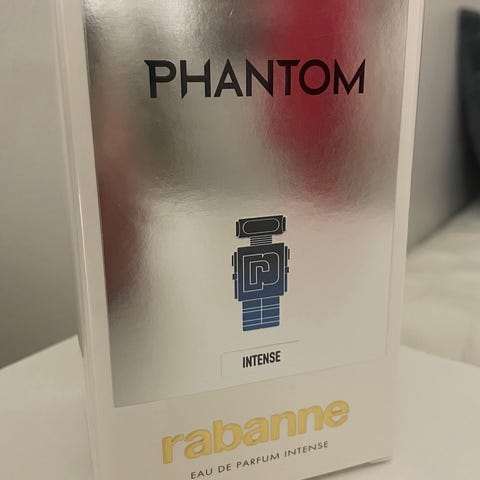 PHANTOM
INTENSE
rabanne
EAU DE PARFUM INTENSE